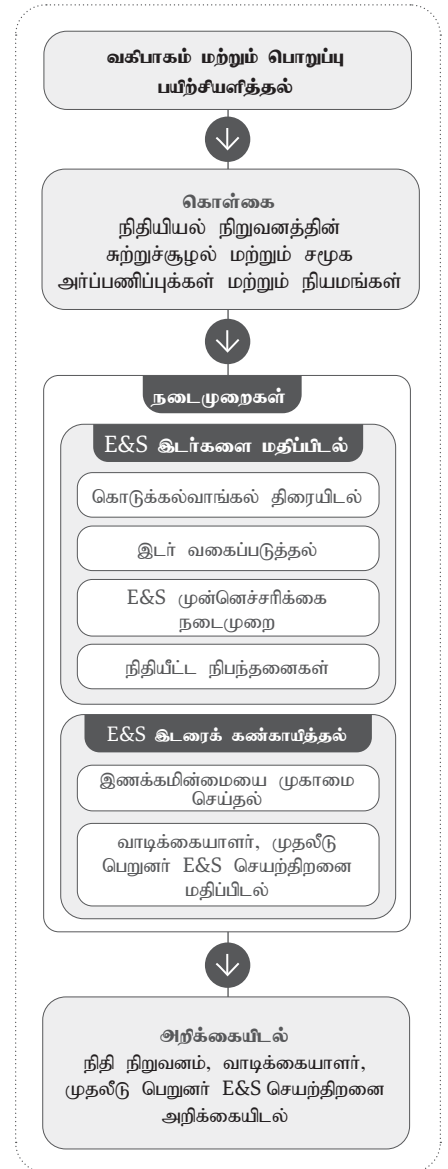 வகிபாகம் மற்றும் பொறுப்பு
பயிற்சியளித்தல்
கொள்கை
நிதியியல் நிறுவனத்தின்
சுற்றுச்சூழல் மற்றும் சமூக
அர்ப்பணிப்புக்கள் மற்றும் நியமங்கள்
நடைமுறைகள்
E&S இடர்களை மதிப்பிடல்
கொடுக்கல்வாங்கல் திரையிடல்
இடர் வகைப்படுத்தல்
E&S முன்னெச்சரிக்கை
நடைமுறை
நிதியீட்ட நிபந்தனைகள்
E&S இடரைக் கண்காயித்தல்
இணக்கமின்மையை முகாமை
செய்தல்
வாடிக்கையாளர், முதலீடு
பெறுனர் E&S செயற்திறனை
மதிப்பிடல்
அறிக்கையிடல்
நிதி நிறுவனம், வாடிக்கையாளர்,
முதலீடு பெறுனர் E&S செயற்திறனை
அறிக்கையிடல்